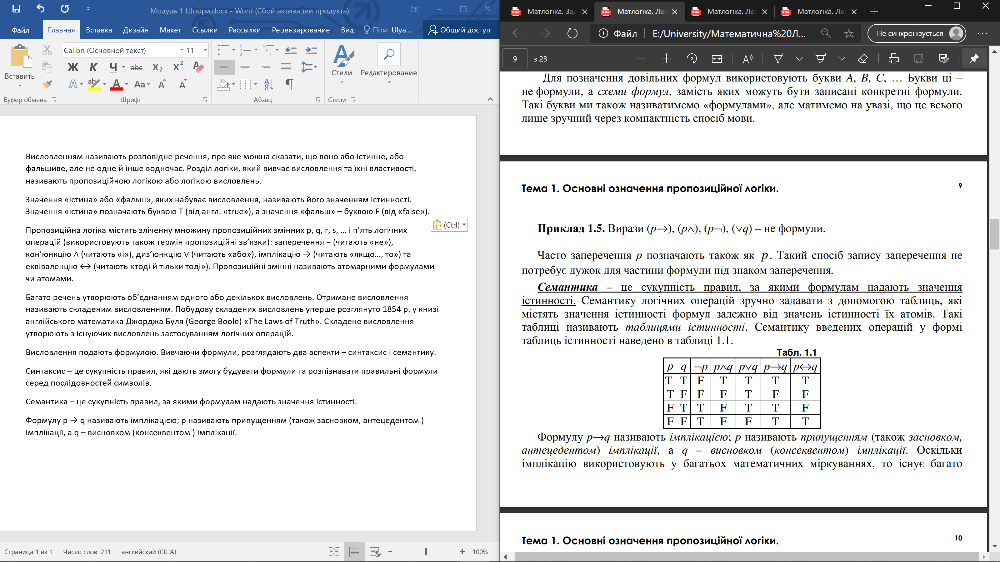 Модуль 1 Шпори.docx - Word (Сбой активации продукта)
Файл Главная Вставка Дизайн Макет Ссылки Рассылки Рецензирование Вид Пом Ulya... Общий доступ
Вставить
Буфер обмена
Calibri (Основной текст) 11
Ж К Ч abc X₂ X²
A ab A Aa A A
Шрифт
Абзац
Стили
Стили
Редактирование
Висловленням називають розповідне речення, про яке можна сказати, що воно або істинне, або
фальшиве, але не одне й інше водночас. Розділ логіки, який вивчає висловлення та їхні властивості,
називають пропозиційною логікою або логікою висловлень.
Значення «істина» або «фальш», яких набуває висловлення, називають його значенням істинності.
Значення «істина» позначають буквою T (від англ. «true»), а значення «фальш» – буквою F (від «false»).
(Ctrl)
Пропозиційна логіка містить зліченну множину пропозиційних змінних p, q, r, s, … і п’ять логічних
операцій (використовують також термін пропозиційні зв’язки): заперечення ¬ (читають «не»),
кон’юнкцію ∧ (читають «і»), диз’юнкцію ∨ (читають «або»), імплікацію → (читають «якщо…, то») та
еквіваленцію ↔ (читають «тоді й тільки тоді»). Пропозиційні змінні називають атомарними формулами
чи атомами.
Багато речень утворюють об’єднанням одного або декількох висловлень. Отримане висловлення
називають складеним висловленням. Побудову складених висловлень уперше розглянуто 1854 р. у книзі
англійського математика Джорджа Буля (George Boole) «The Laws of Truth». Складене висловлення
утворюють з існуючих висловлень застосуванням логічних операцій.
Висловлення подають формулою. Вивчаючи формули, розглядають два аспекти – синтаксис і семантику.
Синтаксис – це сукупність правил, які дають змогу будувати формули та розпізнавати правильні формули
серед послідовностей символів.
Семантика – це сукупність правил, за якими формулам надають значення істинності.
Формулу p → q називають імплікацією; p називають припущенням (також засновком, антецедентом )
імплікації, а q – висновком (консеквентом ) імплікації.
Страница 1 из 1 Число слов: 211 английский (США) 100%
Матлогіка. Зад Матлогіка. Ле Матлогіка. Ле Матлогіка. Ле
Файл E:/University/Математична%20Л... Не синхронізується
9 з 23
Для позначення довільних формул використовують букви A, B, C, … Букви ці –
не формули, а схеми формул, замість яких можуть бути записані конкретні формули.
Такі букви ми також називатимемо «формулами», але матимемо на увазі, що це всього
лише зручний через компактність спосіб мови.
Тема 1. Основні означення пропозиційної логіки. 9
Приклад 1.5. Вирази (p→), (p∧), (p¬), (∨q) – не формули.
Часто заперечення p позначають також як p̅. Такий спосіб запису заперечення не
потребує дужок для частини формули під знаком заперечення.
Семантика – це сукупність правил, за якими формулам надають значення
істинності. Семантику логічних операцій зручно задавати з допомогою таблиць, які
містять значення істинності формул залежно від значень істинності їх атомів. Такі
таблиці називають таблицями істинності. Семантику введених операцій у формі
таблиць істинності наведено в таблиці 1.1.
Табл. 1.1
p q ¬p p∧q p∨q p→q p↔q
T T F T T T T
T F F F T F F
F T T F T T F
F F T F F T T
Формулу p→q називають імплікацією; p називають припущенням (також засновком,
антецедентом) імплікації, а q – висновком (консеквентом) імплікації. Оскільки
імплікацію використовують у багатьох математичних міркуваннях, то існує багато
Тема 1. Основні означення пропозиційної логіки. 10